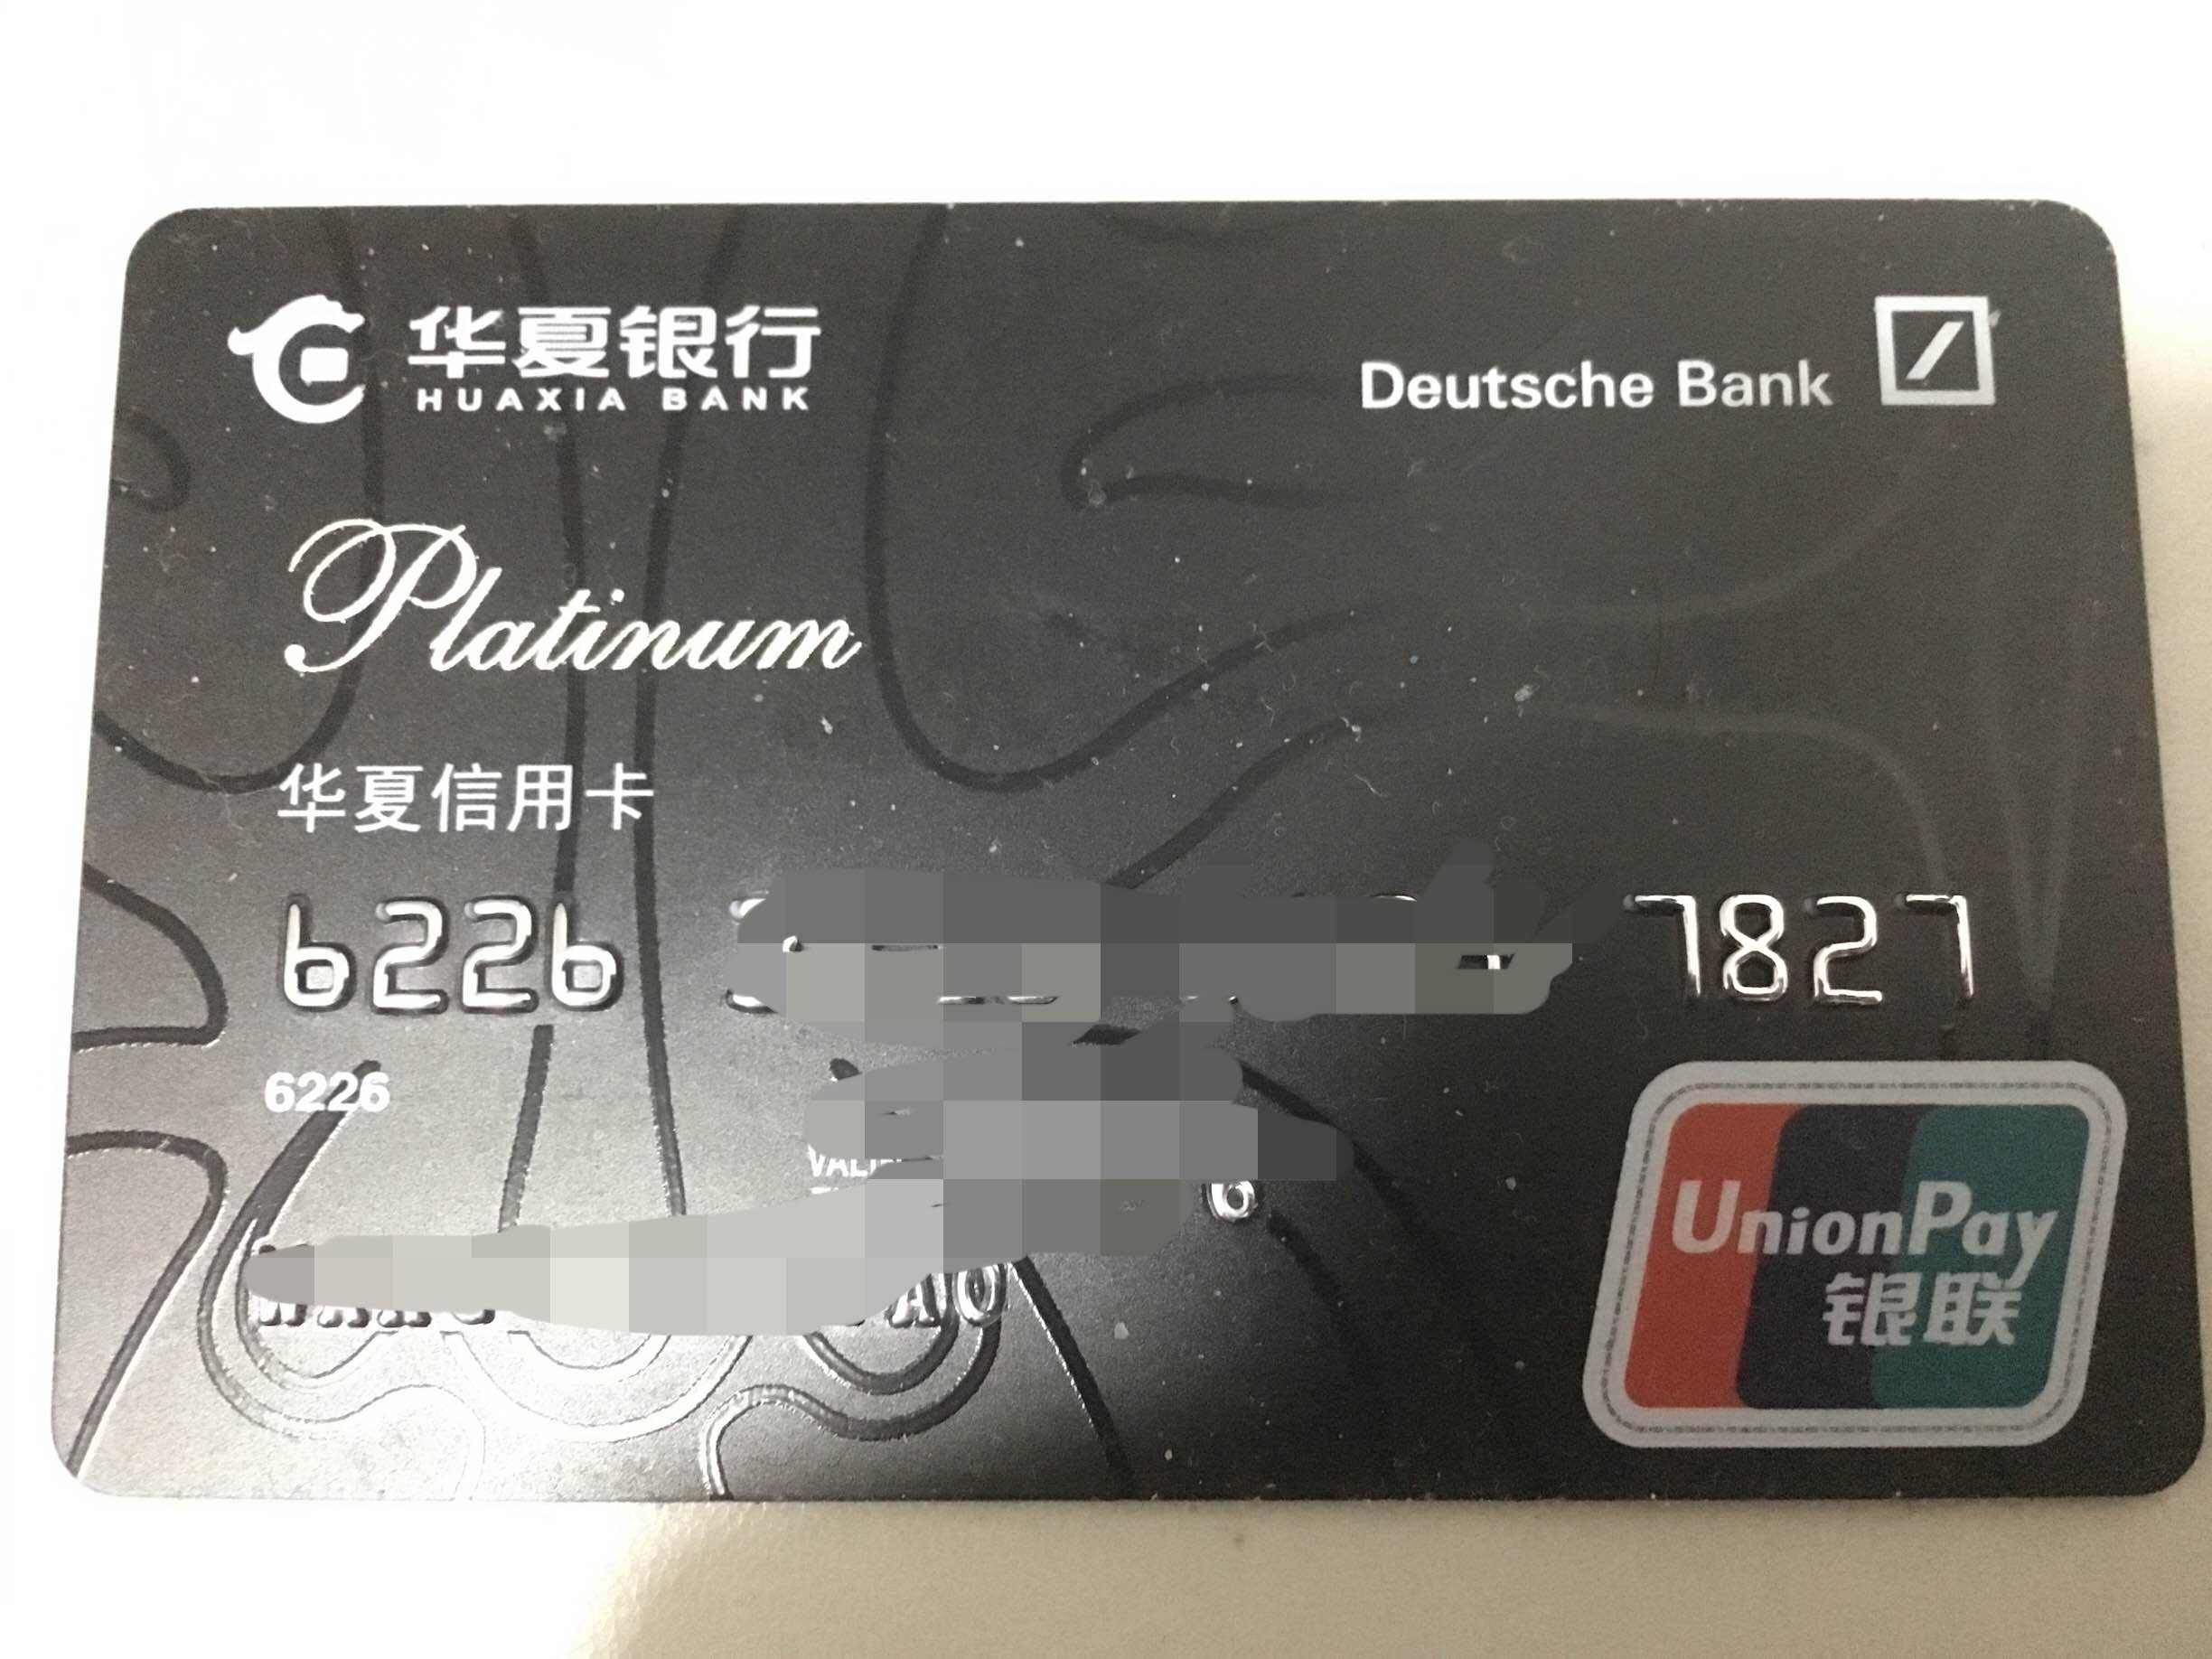 华夏银行
HUAXIA BANK
Deutsche Bank
Platinum
华夏信用卡
6226 7827
6226
6
UnionPay
银联